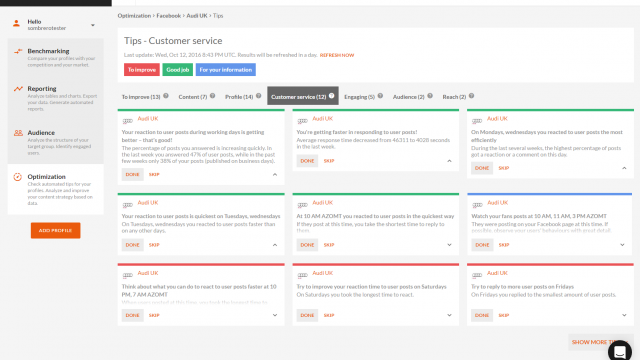 Hello
sombrerotester
Benchmarking
Compare your profiles with your
competition and your market.
Reporting
Analyze tables and charts. Export
your data. Generate automated
reports.
Audience
Analyze the structure of your
target group. Identify engaged
users.
Optimization
Check automated tips for your
profiles. Analyze and improve
your content strategy based on
data.
ADD PROFILE
Optimization > Facebook > Audi UK > Tips
Tips - Customer service
Last update: Wed, Oct 12, 2016 8:43 PM UTC. Results will be refreshed in a day. REFRESH NOW
To improve Good job For your information
To improve (13) Content (7) Profile (14) Customer service (12) Engaging (5) Audience (2) Reach (2)
Audi UK
Your reaction to user posts during working days is getting
better - that's good!
The percentage of posts you answered is increasing quickly. In
the last week you answered 47% of user posts, while in the past
few weeks only 38% of your posts (published on business days).
DONE SKIP
Audi UK
You're getting faster in responding to user posts!
Average response time decreased from 46311 to 4028 seconds
in the last week.
DONE SKIP
Audi UK
On Mondays, wednesdays you reacted to user posts the most
efficiently
During the last several weeks, the highest percentage of posts
got a reaction or a comment on this day.
DONE SKIP
Audi UK
Your reaction to user posts is quickest on Tuesdays, wednesdays
On Tuesdays, wednesdays you reacted to user posts faster than
on any other days.
DONE SKIP
Audi UK
At 10 AM AZOMT you reacted to user posts in the quickest way
If they post at this time, you take the shortest time to reply to
them.
DONE SKIP
Audi UK
Watch your fans posts at 10 AM, 11 AM, 3 PM AZOMT
They were posting on your Facebook page at this time. If
DONE SKIP
Audi UK
Think about what you can do to react to user posts faster at 10
PM, 7 AM AZOMT
DONE SKIP
Audi UK
Try to improve your reaction time to user posts on Saturdays
On Saturdays you took the longest time to react.
DONE SKIP
Audi UK
Try to reply to more user posts on Fridays
On Fridays you replied to the smallest amount of user posts.
DONE SKIP
SHOW MORE